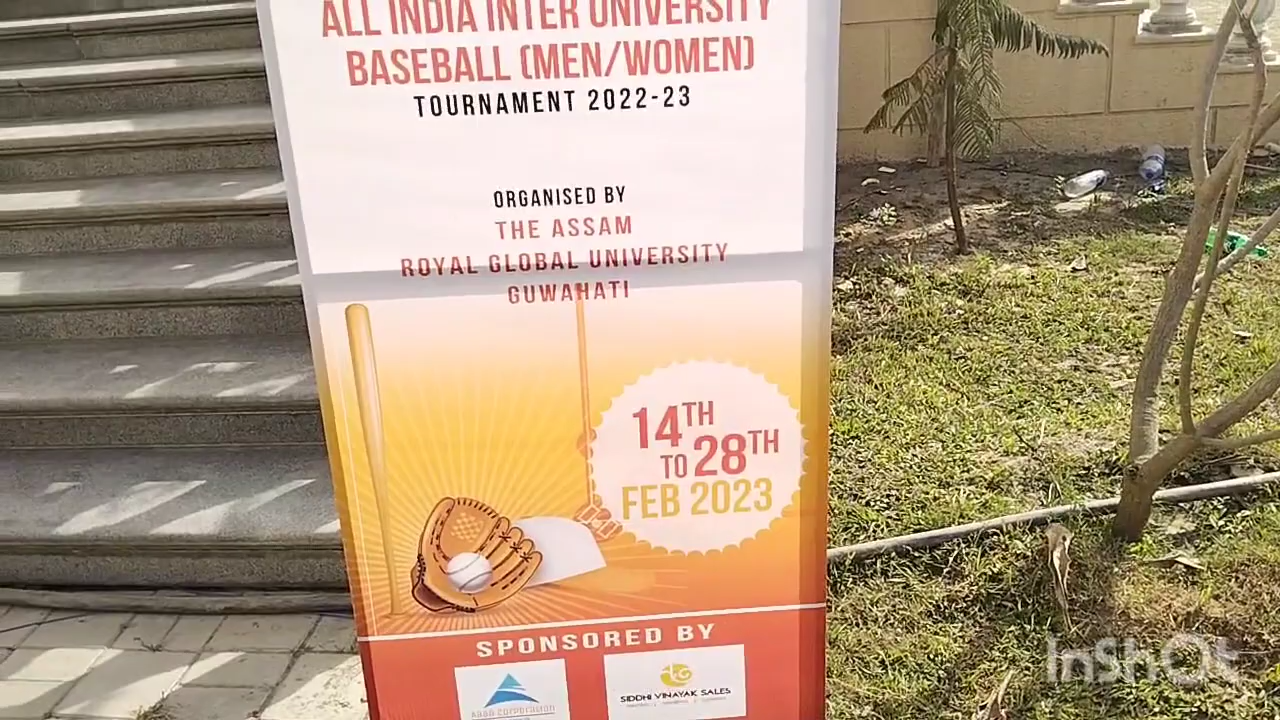 ALL INDIA INTER UNIVERSITY
BASEBALL (MEN/WOMEN)
TOURNAMENT 2022-23
ORGANISED BY
THE ASSAM
ROYAL GLOBAL UNIVERSITY
GUWAHATI
14TH
TO 28TH
FEB 2023
SPONSORED BY
CORPORATION
SIDDHI VINAYAK SALES
InShOt